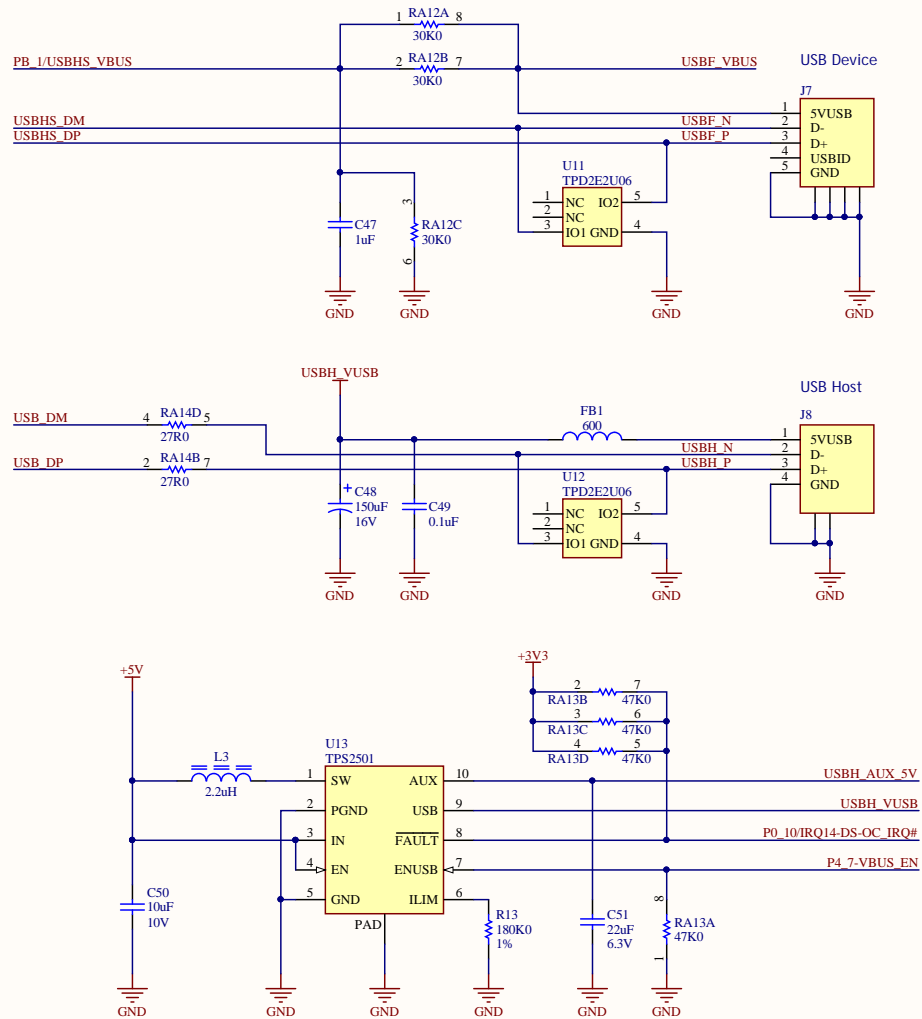 RA12A
1 8
30K0
RA12B
PB_1/USBHS_VBUS 2 7 USBF_VBUS
30K0
USB Device
J7
1 5VUSB
USBHS_DM USBF_N 2 D-
USBHS_DP USBF_P 3 D+
4 USBID
5 GND
U11
TPD2E2U06
1 NC IO2 5
2 NC
3 IO1 GND 4
C47
1uF
3
RA12C
30K0
6
GND GND GND GND
USBH_VUSB
USB Host
J8
RA14D
USB_DM 4 5
27R0
FB1
600
1 5VUSB
USBH_N 2 D-
RA14B
USB_DP 2 7 USBH_P 3 D+
27R0
4 GND
U12
TPD2E2U06
1 NC IO2 5
2 NC
3 IO1 GND 4
+ C48
150uF
16V
C49
0.1uF
GND GND GND GND
+5V
+3V3
2 7
RA13B 47K0
3 6
RA13C 47K0
4 5
RA13D 47K0
U13
TPS2501
L3
2.2uH
1 SW AUX 10 USBH_AUX_5V
2 PGND USB 9 USBH_VUSB
3 IN FAULT 8 P0_10/IRQ14-DS-OC_IRQ#
4 EN ENUSB 7 P4_7-VBUS_EN
5 GND ILIM 6
PAD
C50
10uF
10V
R13
180K0
1%
C51
22uF
6.3V
8
RA13A
47K0
1
GND GND GND GND GND GND